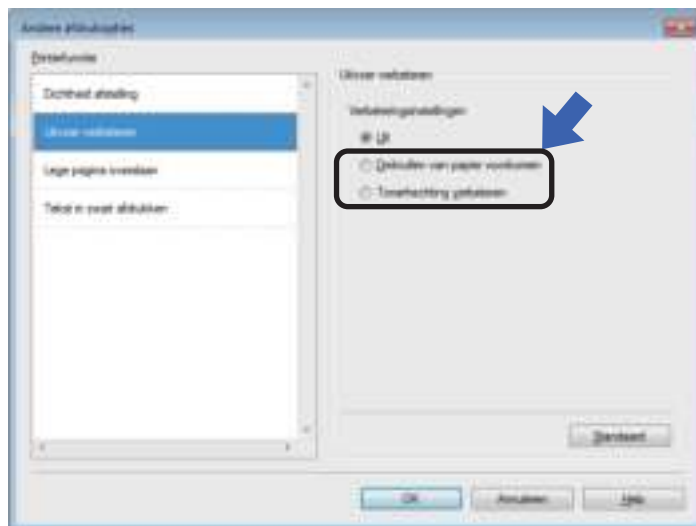 Andere afdrukopties
Printerfunctie
Dichtheid afstelling
Uitvoer verbeteren
Lege pagina overslaan
Tekst in zwart afdrukken
Uitvoer verbeteren
Verbeteringsinstellingen
Uit
Omkrullen van papier voorkomen
Tonerhechting verbeteren
Standaard
OK
Annuleren
Help